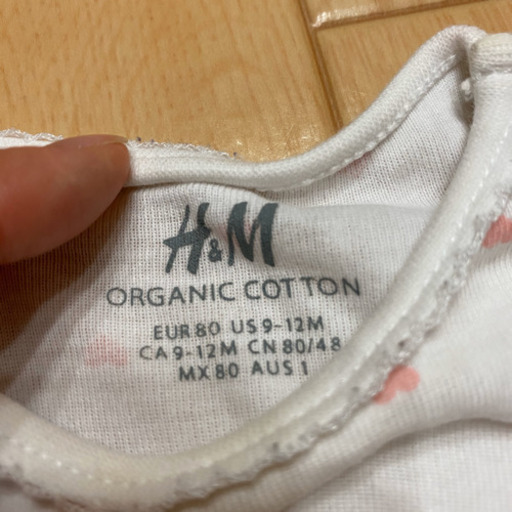 H&M
ORGANIC COTTON
EUR 80 US 9-12M
CA 9-12M CN 80/48
MX 80 AUS 1